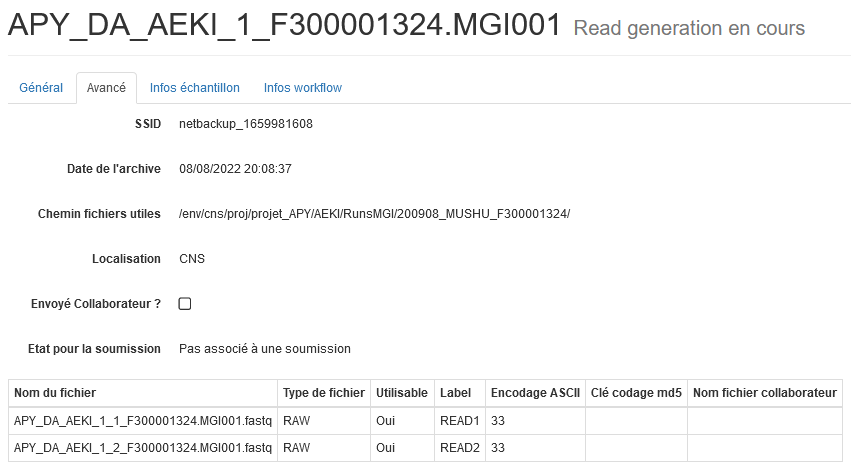 APY_DA_AEKI_1_F300001324.MGI001 Read generation en cours
Général Avancé Infos échantillon Infos workflow
SSID netbackup_1659981608
Date de l'archive 08/08/2022 20:08:37
Chemin fichiers utiles /env/cns/proj/projet_APY/AEKI/RunsMGI/200908_MUSHU_F300001324/
Localisation CNS
Envoyé Collaborateur ?
Etat pour la soumission Pas associé à une soumission
Nom du fichier Type de fichier Utilisable Label Encodage ASCII Clé codage md5 Nom fichier collaborateur
APY_DA_AEKI_1_1_F300001324.MGI001.fastq RAW Oui READ1 33
APY_DA_AEKI_1_2_F300001324.MGI001.fastq RAW Oui READ2 33